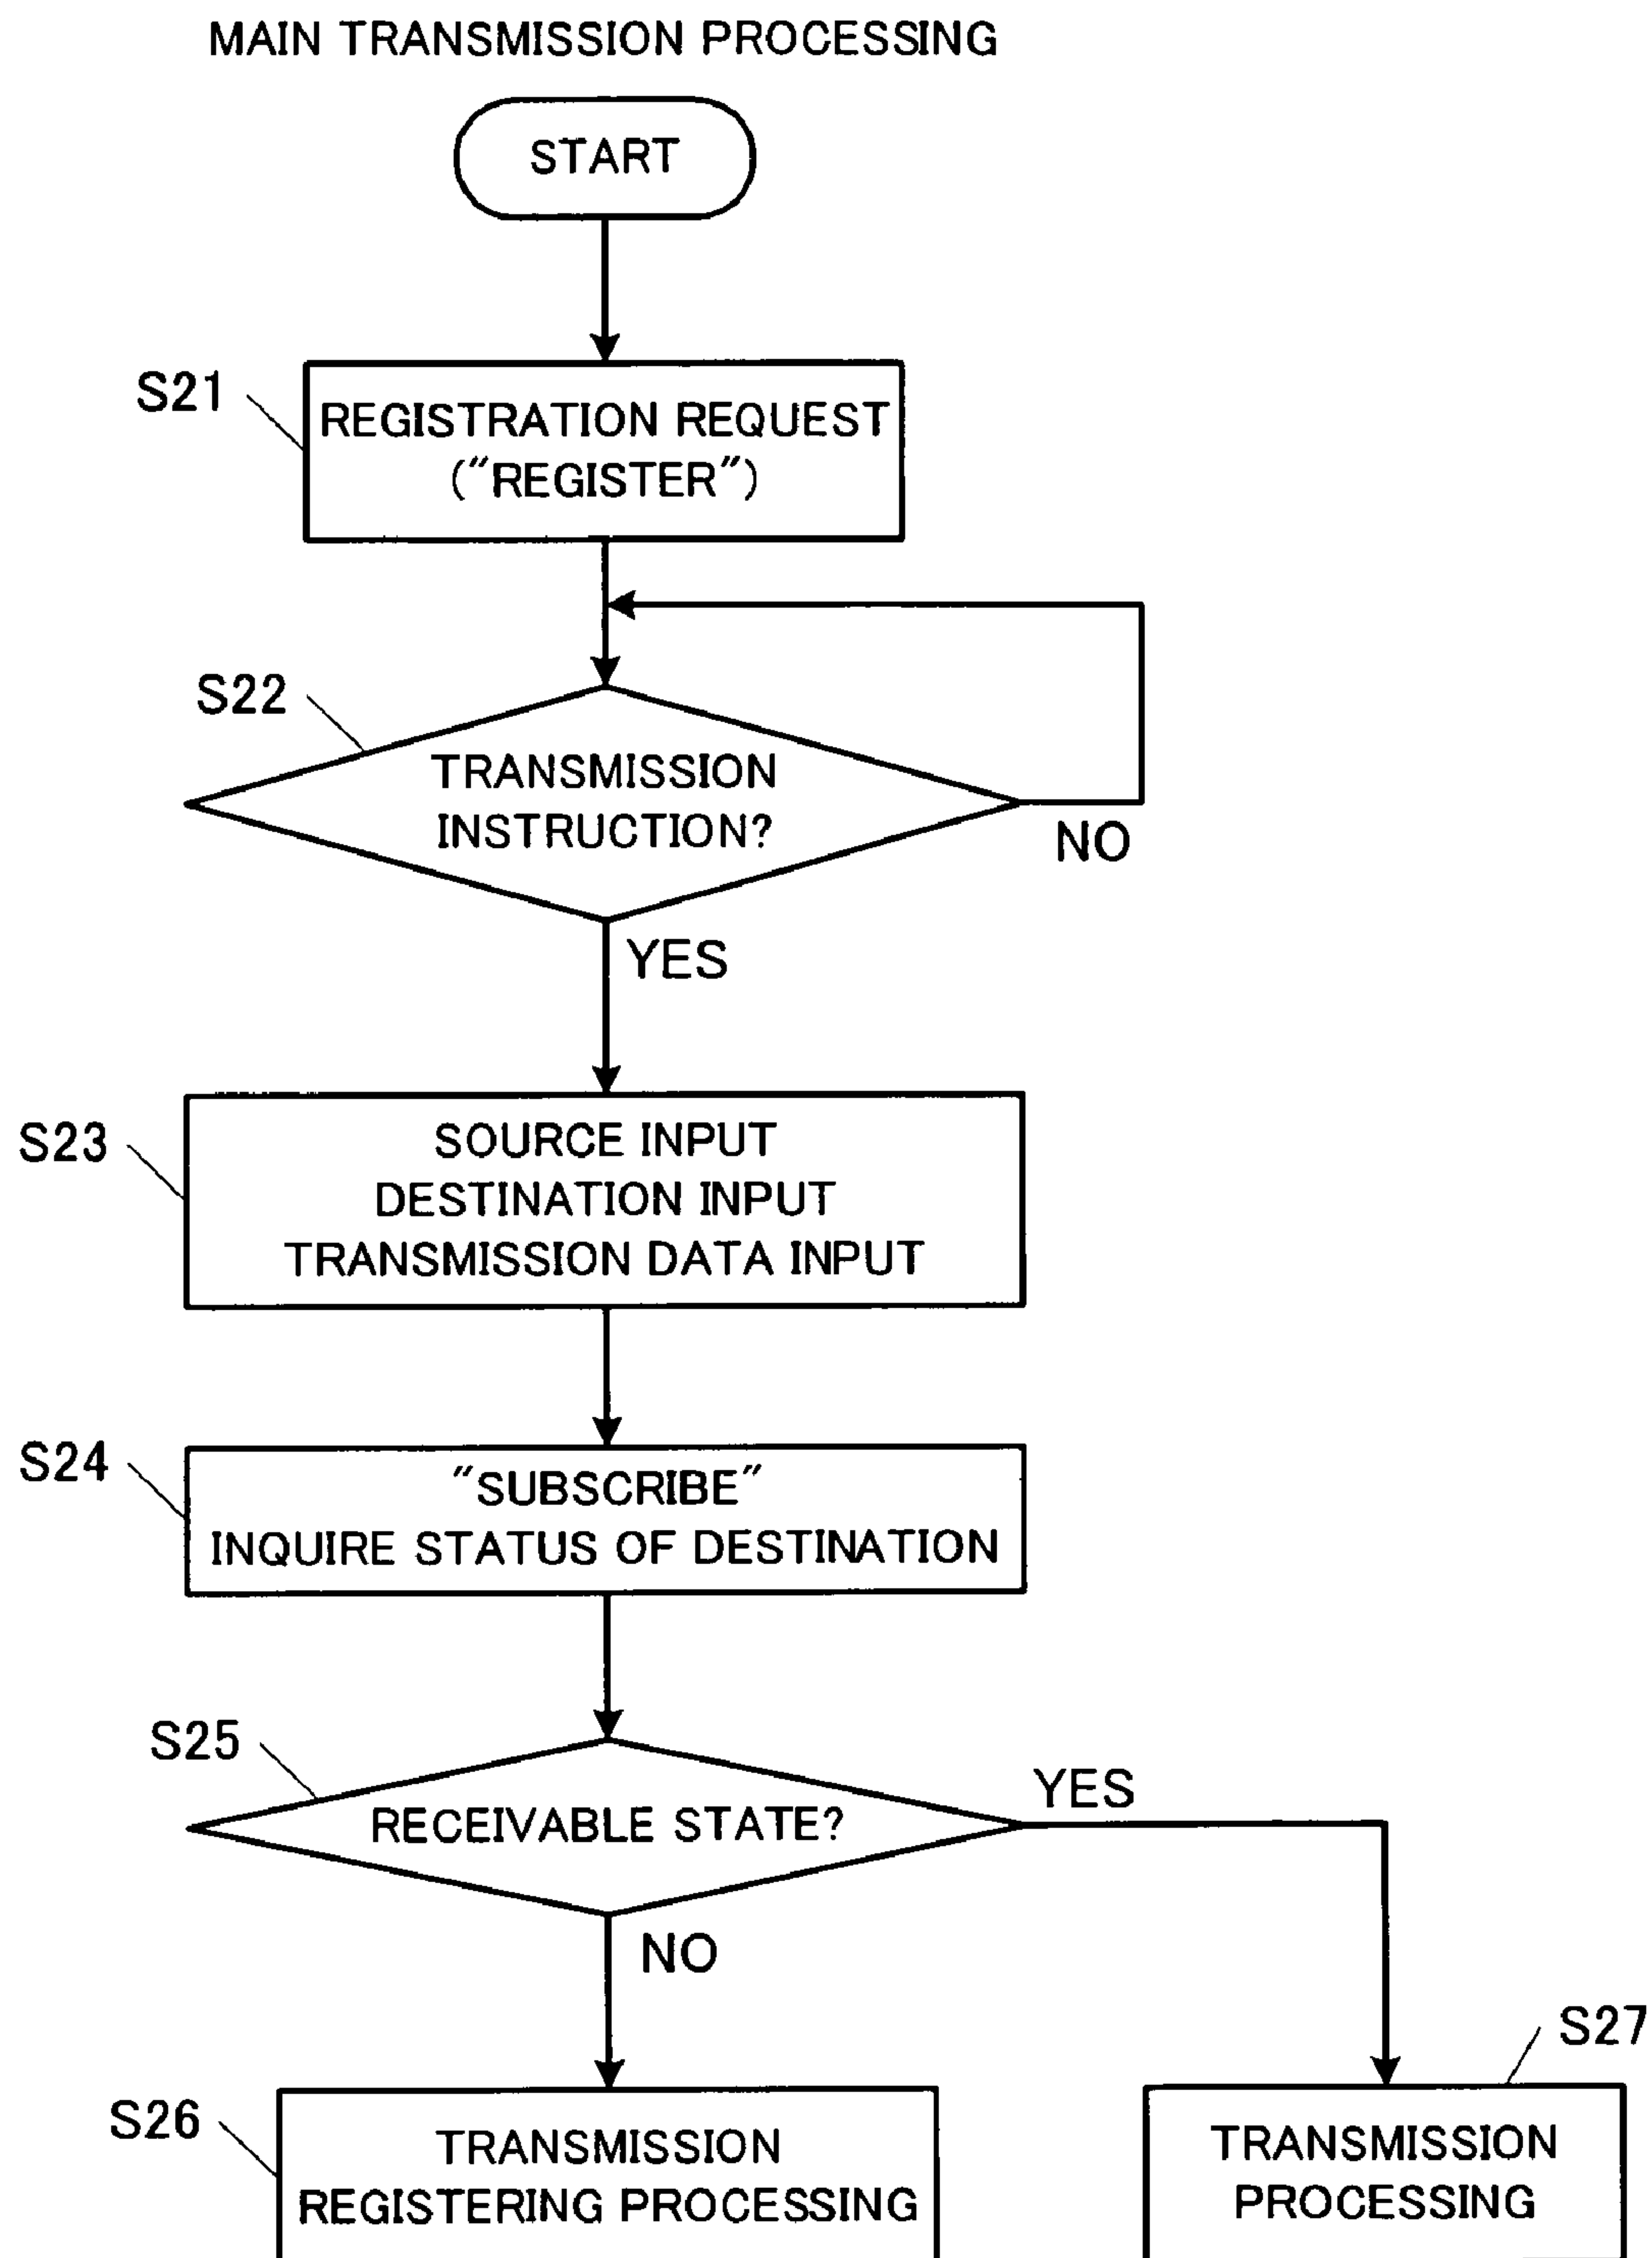 MAIN TRANSMISSION PROCESSING
START
S21
REGISTRATION REQUEST
("REGISTER")
S22
TRANSMISSION
INSTRUCTION?
NO
YES
S23
SOURCE INPUT
DESTINATION INPUT
TRANSMISSION DATA INPUT
S24
"SUBSCRIBE"
INQUIRE STATUS OF DESTINATION
S25
RECEIVABLE STATE?
YES
NO
S26
TRANSMISSION
REGISTERING PROCESSING
S27
TRANSMISSION
PROCESSING